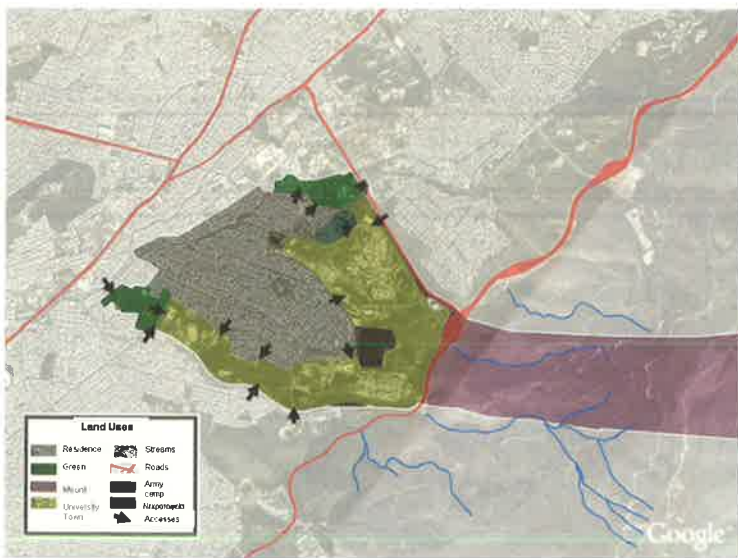 Land Uses
Residence
Green
Mount
University
Town
Streams
Roads
Army
camp
Accesses
Google